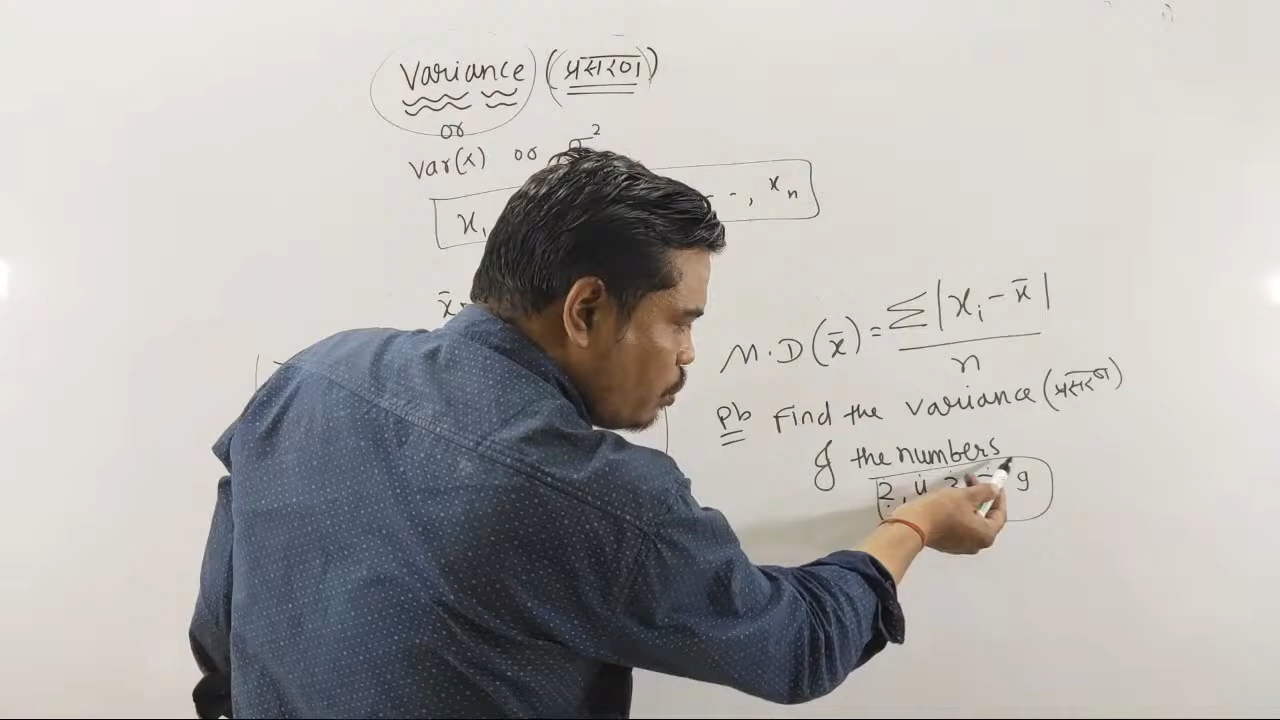 Variance (प्रसरण)
or
var(x) or σ²
x₁ - -, xₙ
x̄
M.D(x̄) = Σ|xᵢ - x̄| / n
Pb Find the variance (प्रसरण)
of the numbers
2, 4 9